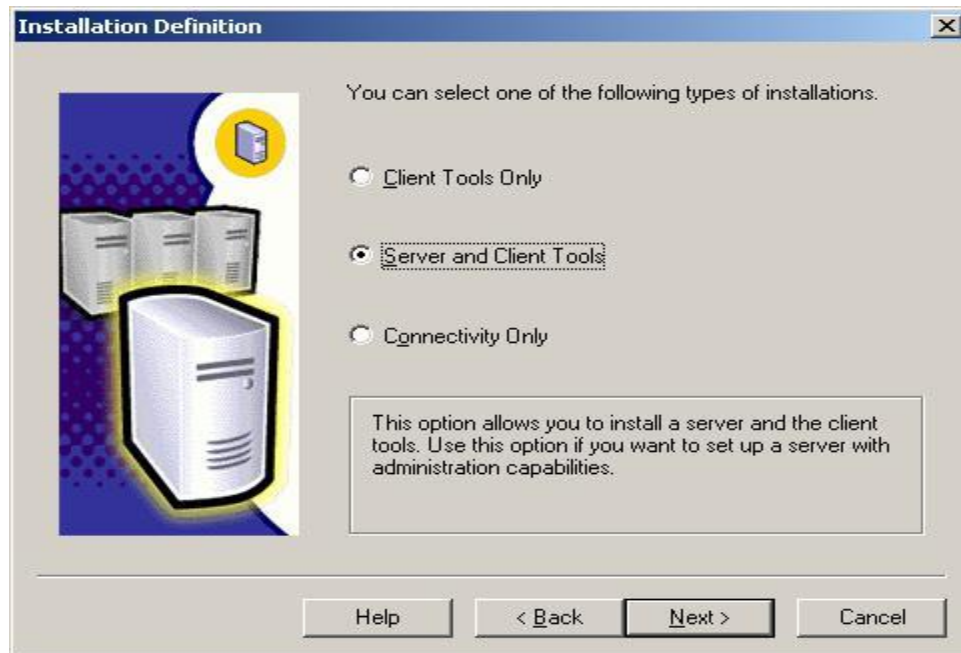 Installation Definition
You can select one of the following types of installations.
Client Tools Only
Server and Client Tools
Connectivity Only
This option allows you to install a server and the client
tools. Use this option if you want to set up a server with
administration capabilities.
Help
< Back
Next >
Cancel